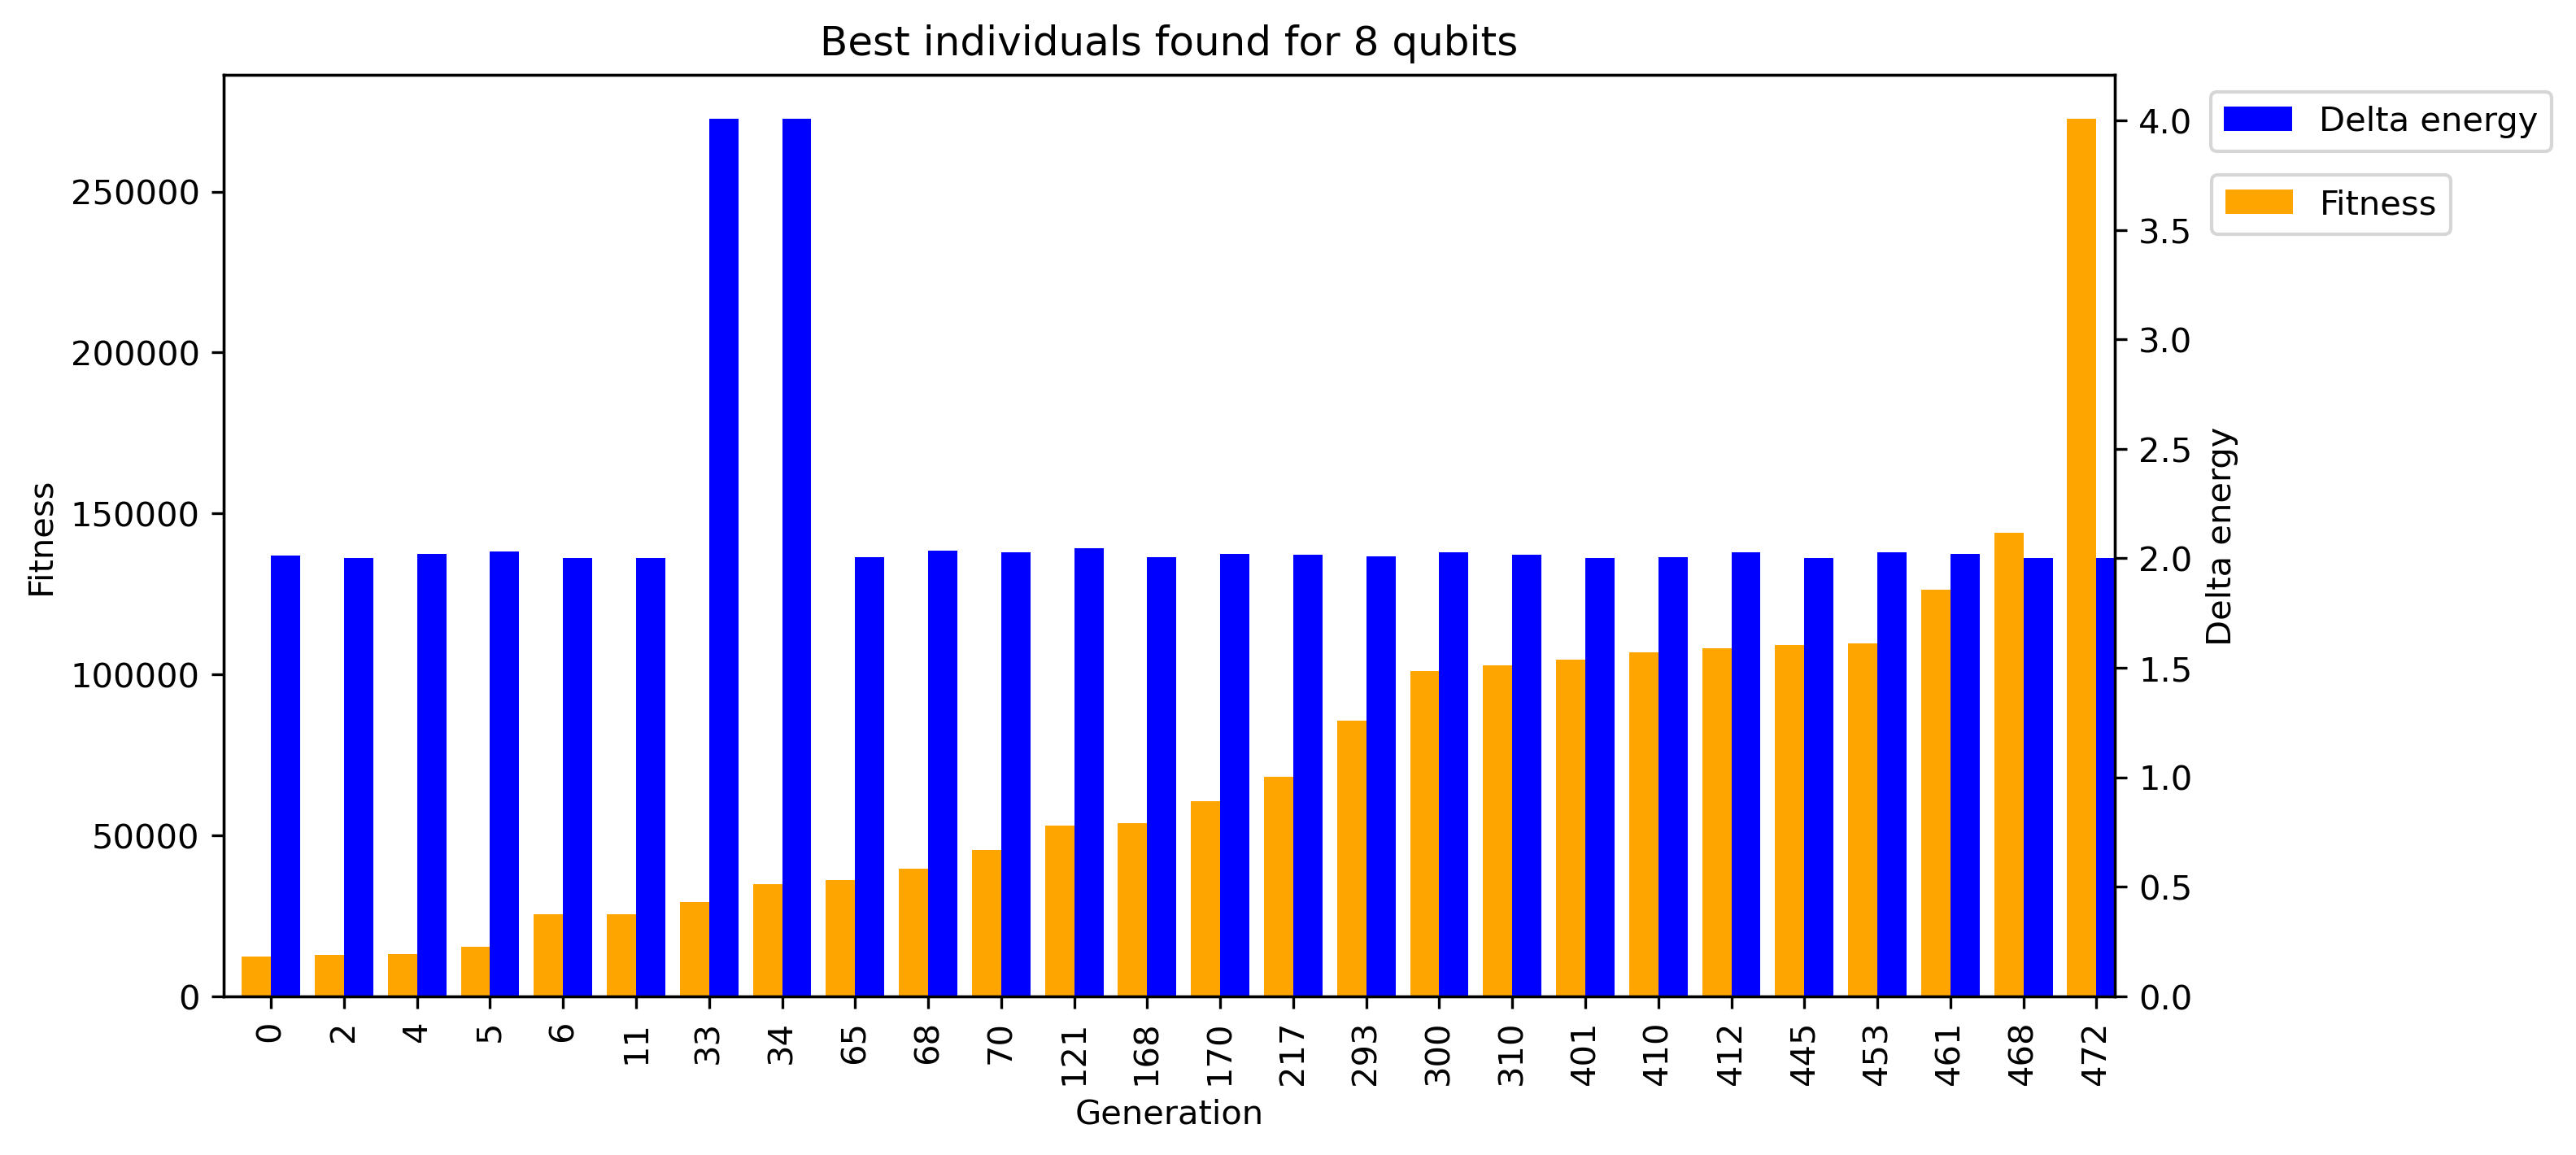 Best individuals found for 8 qubits
Fitness
250000
200000
150000
100000
50000
0
4.0
3.5
3.0
2.5
2.0
1.5
1.0
0.5
0.0
Delta energy
0 2 4 5 6 11 33 34 65 68 70 121 168 170 217 293 300 310 401 410 412 445 453 461 468 472
Generation
Delta energy
Fitness